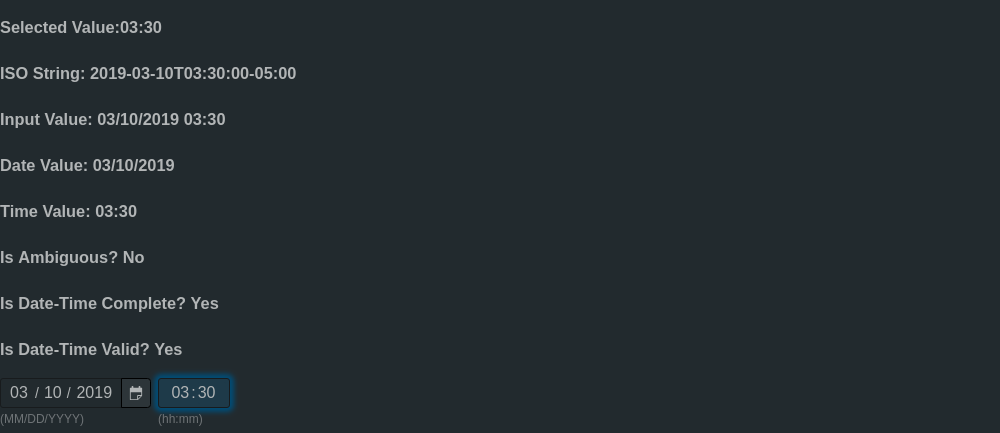 Selected Value:03:30
ISO String: 2019-03-10T03:30:00-05:00
Input Value: 03/10/2019 03:30
Date Value: 03/10/2019
Time Value: 03:30
Is Ambiguous? No
Is Date-Time Complete? Yes
Is Date-Time Valid? Yes
03 / 10 / 2019 03:30
(MM/DD/YYYY) (hh:mm)